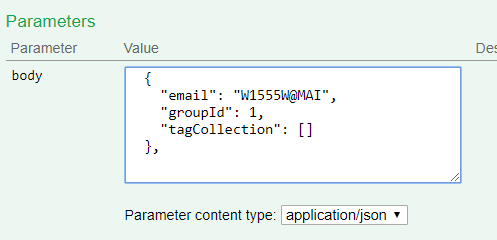 Parameters
Parameter Value Des
body {
"email": "W1555W@MAI",
"groupId": 1,
"tagCollection": []
},
Parameter content type: application/json